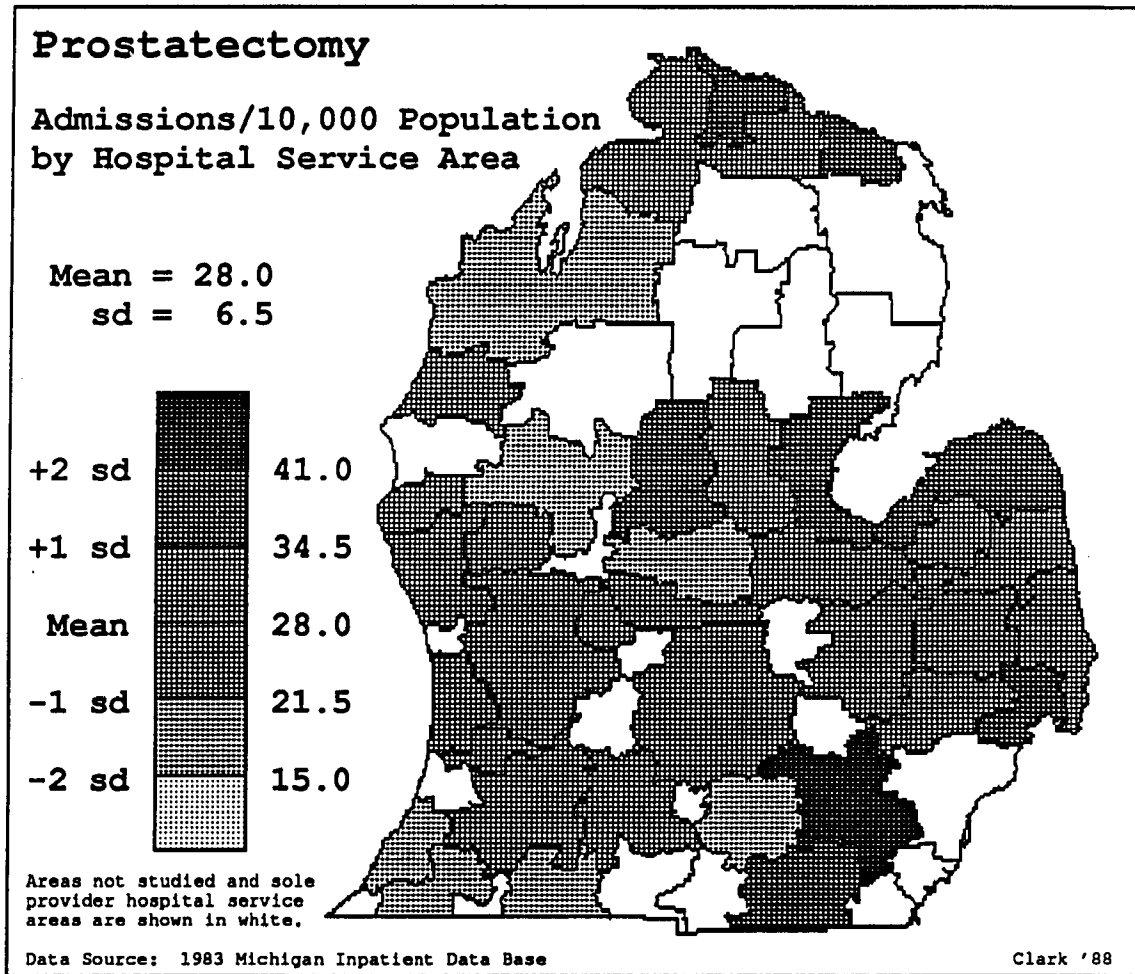 Prostatectomy
Admissions/10,000 Population
by Hospital Service Area
Mean = 28.0
sd = 6.5
+2 sd 41.0
+1 sd 34.5
Mean 28.0
-1 sd 21.5
-2 sd 15.0
Areas not studied and sole
provider hospital service
areas are shown in white.
Data Source: 1983 Michigan Inpatient Data Base Clark '88